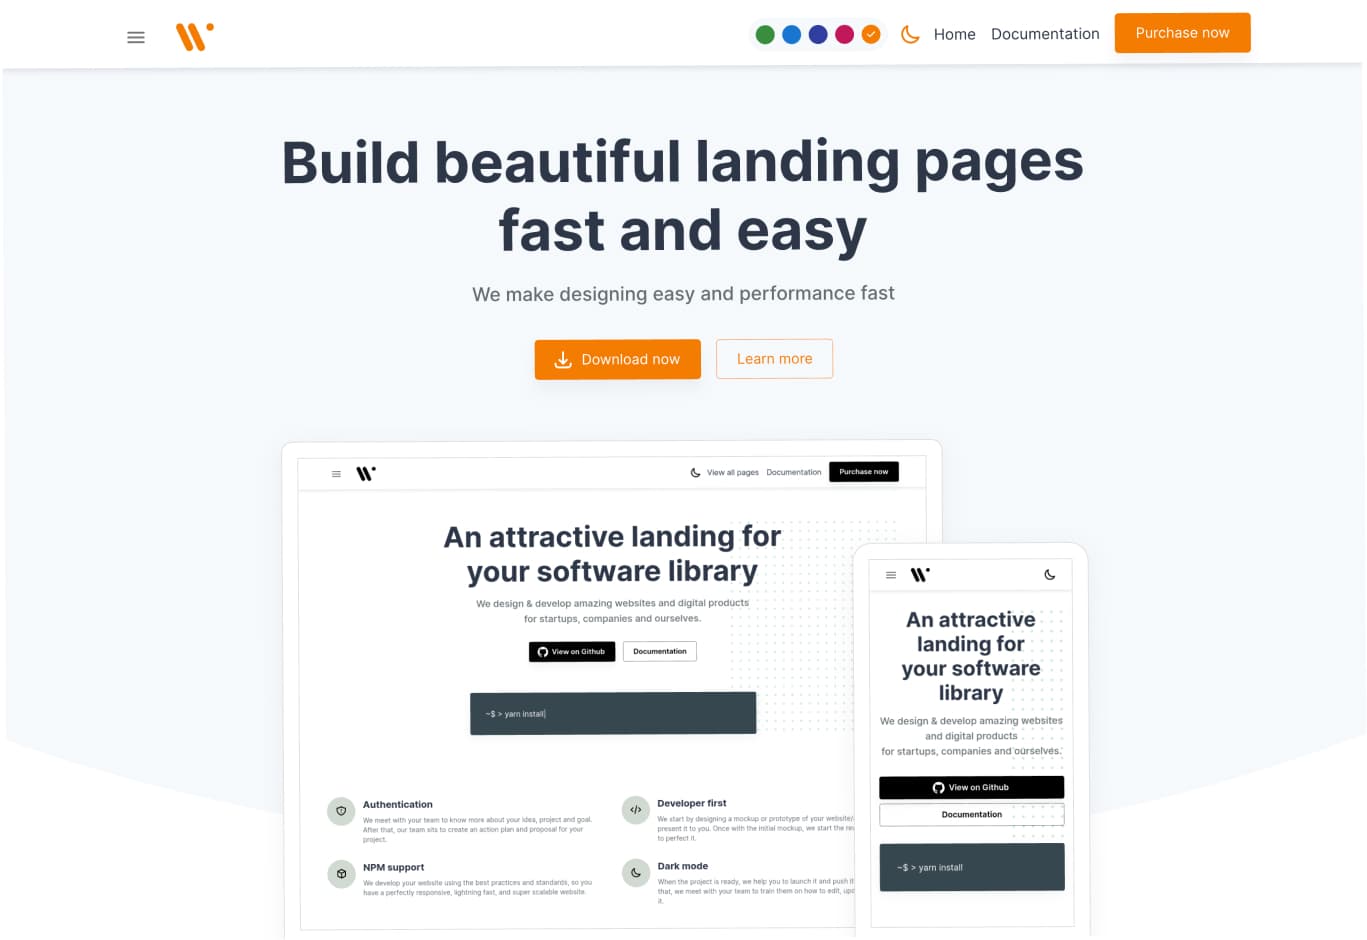 Home Documentation Purchase now
Build beautiful landing pages
fast and easy
We make designing easy and performance fast
Download now Learn more
View all pages Documentation Purchase now
An attractive landing for
your software library
We design & develop amazing websites and digital products
for startups, companies and ourselves.
View on Github Documentation
~$ > yarn install|
Authentication
We meet with your team to know more about your idea, project and goal.
After that, our team sits to create an action plan and proposal for your
project.
Developer first
We start by designing a mockup or prototype of your website/
present it to you. Once with the initial mockup, we start the
to perfect it.
NPM support
We develop your website using the best practices and standards, so you
have a perfectly responsive, lightning fast, and super scalable website.
Dark mode
When the project is ready, we help you to launch it and push it
that, we meet with your team to train them on how to edit,
it.
An attractive
landing for
your software
library
We design & develop amazing websites
and digital products
for startups, companies and ourselves.
View on Github
Documentation
~$ > yarn install